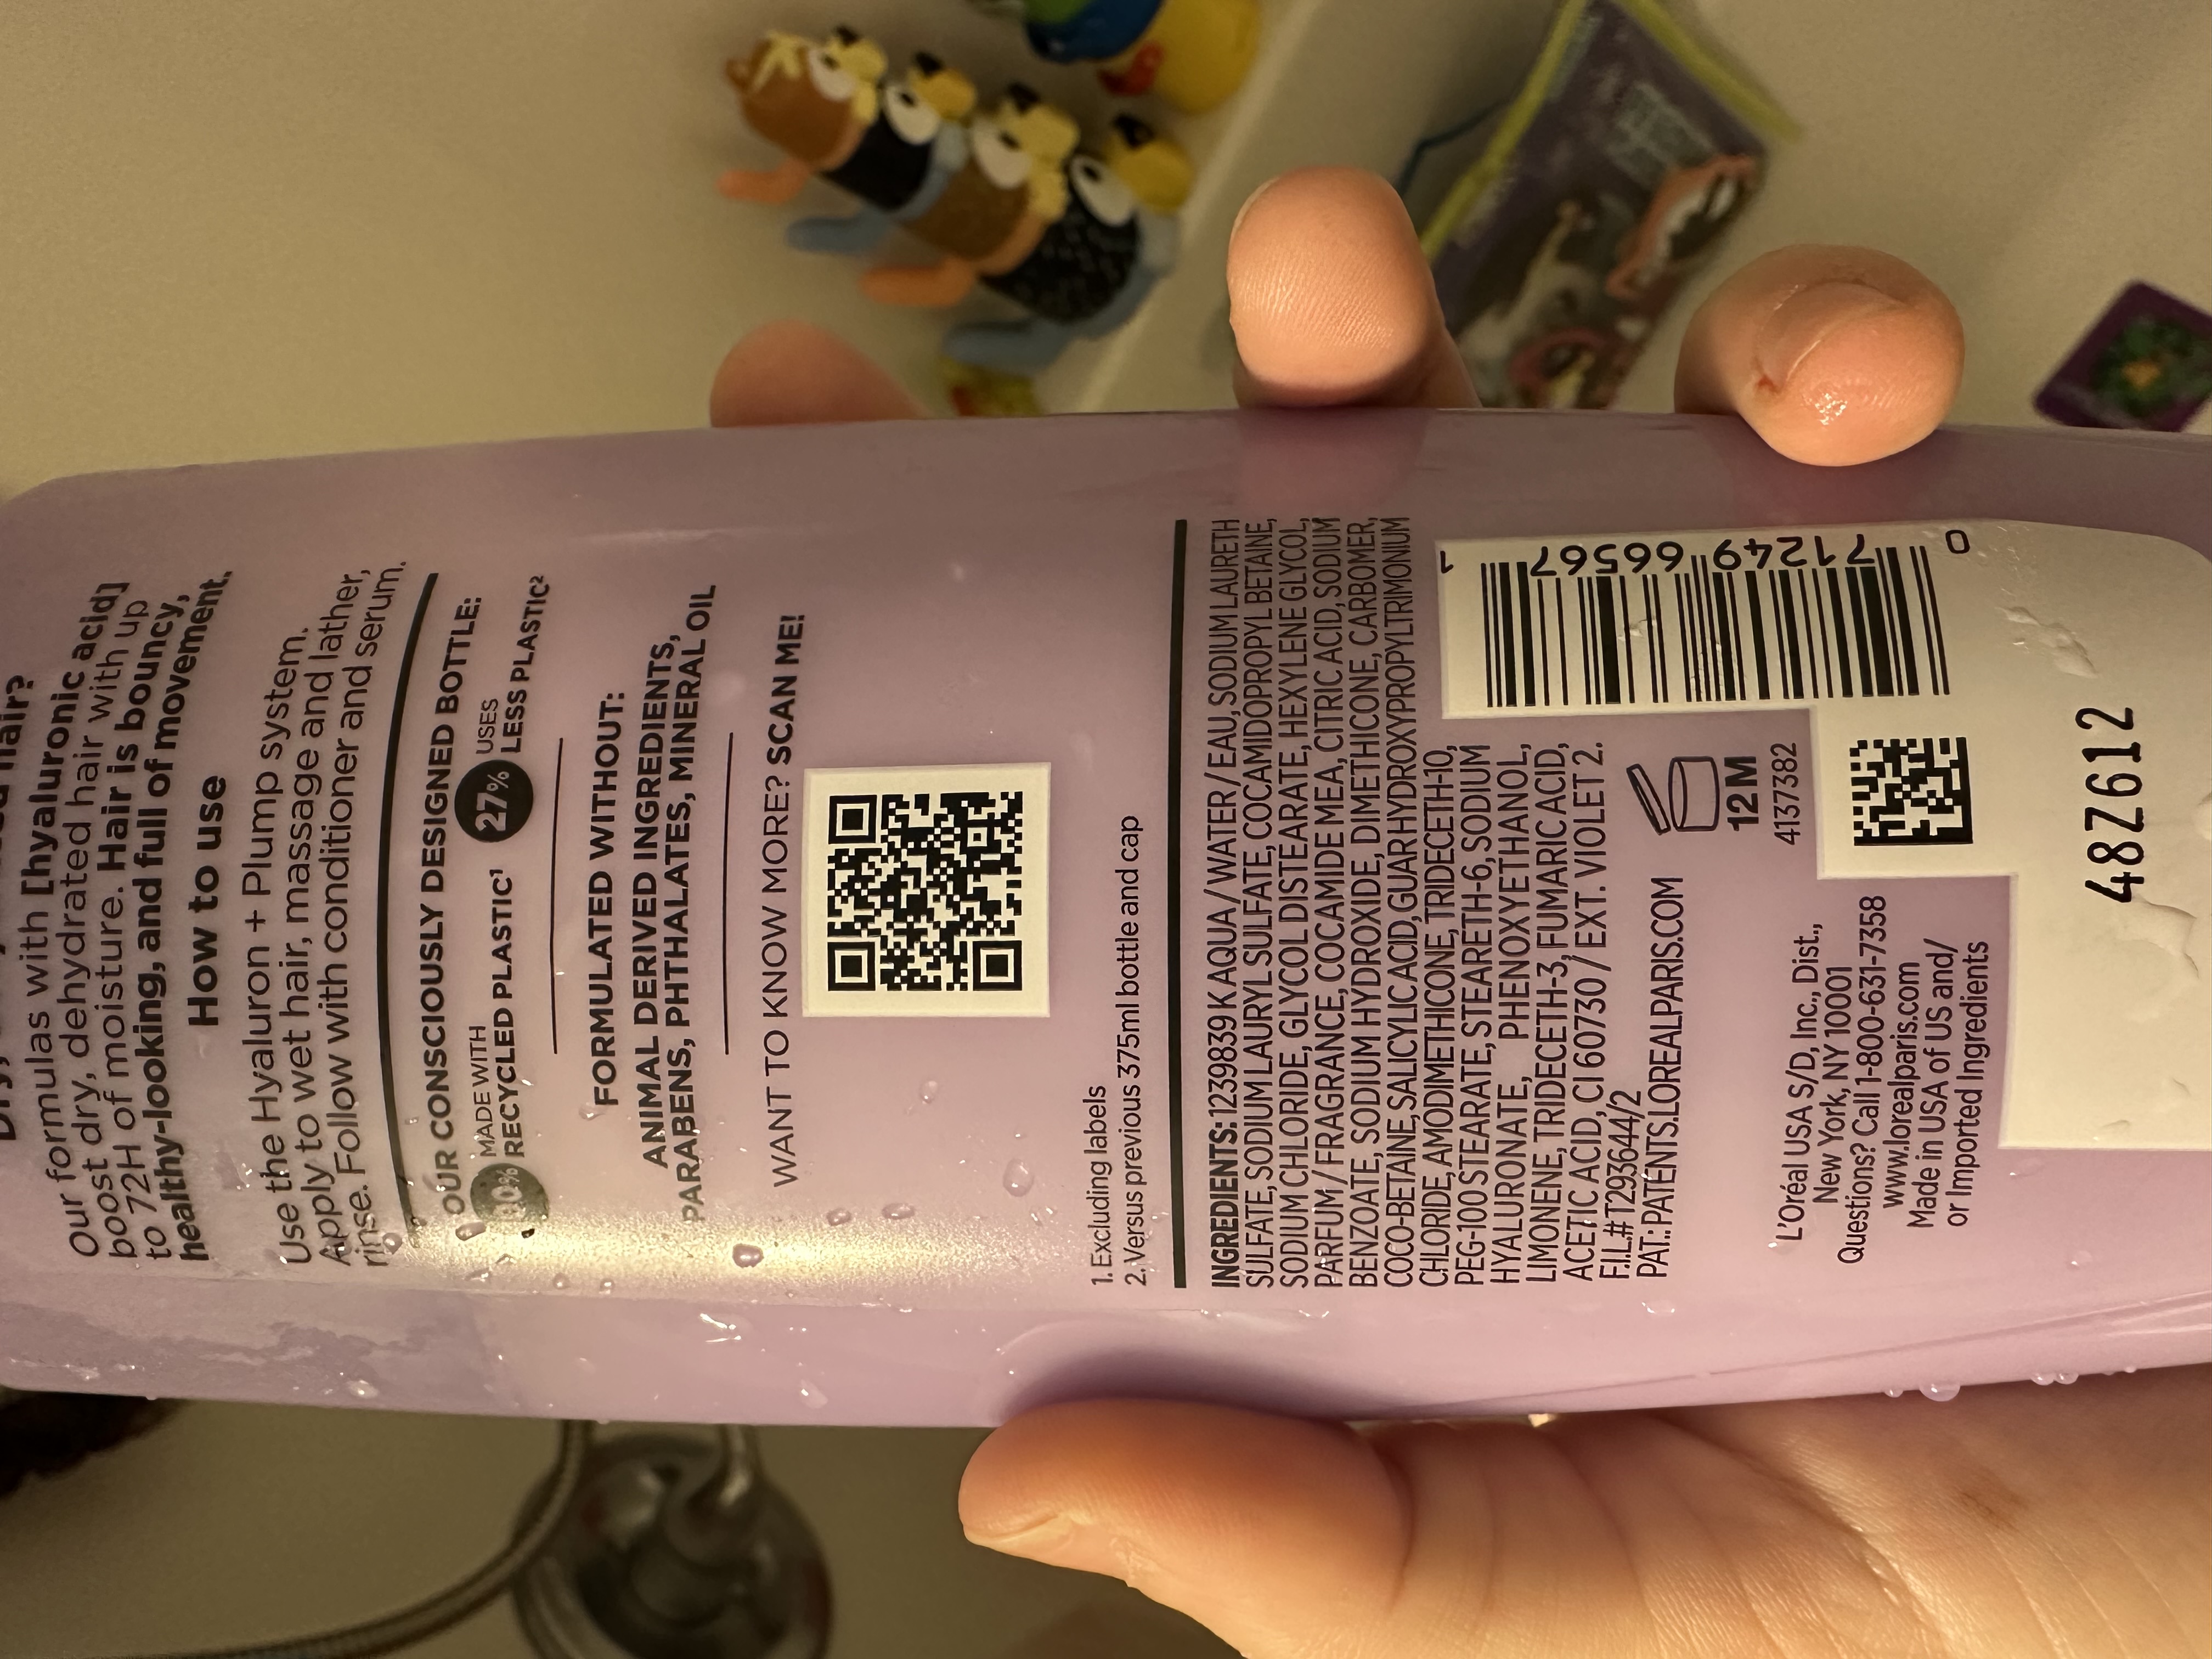 Our formulas with [hyaluronic acid]
boost dry, dehydrated hair with up
to 72H of moisture. Hair is bouncy,
healthy-looking, and full of movement.
How to use
Use the Hyaluron + Plump system.
Apply to wet hair, massage and lather,
rinse. Follow with conditioner and serum.
OUR CONSCIOUSLY DESIGNED BOTTLE:
MADE WITH
RECYCLED PLASTIC¹
27% USES
LESS PLASTIC²
FORMULATED WITHOUT:
ANIMAL DERIVED INGREDIENTS,
PARABENS, PHTHALATES, MINERAL OIL
WANT TO KNOW MORE? SCAN ME!
1. Excluding labels
2. Versus previous 375ml bottle and cap
INGREDIENTS: 1239839 K AQUA / WATER / EAU, SODIUM LAURETH
SULFATE, SODIUM LAURYL SULFATE, COCAMIDOPROPYL BETAINE,
SODIUM CHLORIDE, GLYCOL DISTEARATE, HEXYLENE GLYCOL,
PARFUM / FRAGRANCE, COCAMIDE MEA, CITRIC ACID, SODIUM
BENZOATE, SODIUM HYDROXIDE, DIMETHICONE, CARBOMER,
COCO-BETAINE, SALICYLIC ACID, GUAR HYDROXYPROPYLTRIMONIUM
CHLORIDE, AMODIMETHICONE, TRIDECETH-10,
PEG-100 STEARATE, STEARETH-6, SODIUM
HYALURONATE, PHENOXYETHANOL,
LIMONENE, TRIDECETH-3, FUMARIC ACID,
ACETIC ACID, CI 60730 / EXT. VIOLET 2.
F.I.L.# T293644/2
PAT.: PATENTS.LOREALPARIS.COM
12M
4137382
0 71249 66567 1
L'Oréal USA S/D, Inc., Dist.,
New York, NY 10001
Questions? Call 1-800-631-7358
www.lorealparis.com
Made in USA of US and/
or Imported Ingredients
48Z612